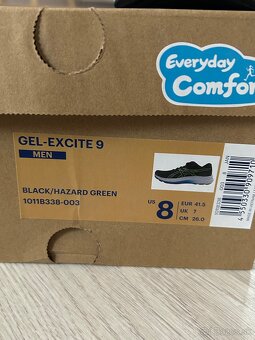 Everyday
Comfor
GEL-EXCITE 9
MEN
BLACK/HAZARD GREEN
1011B338-003
US 8
EUR 41.5
UK 7
CM 26.0